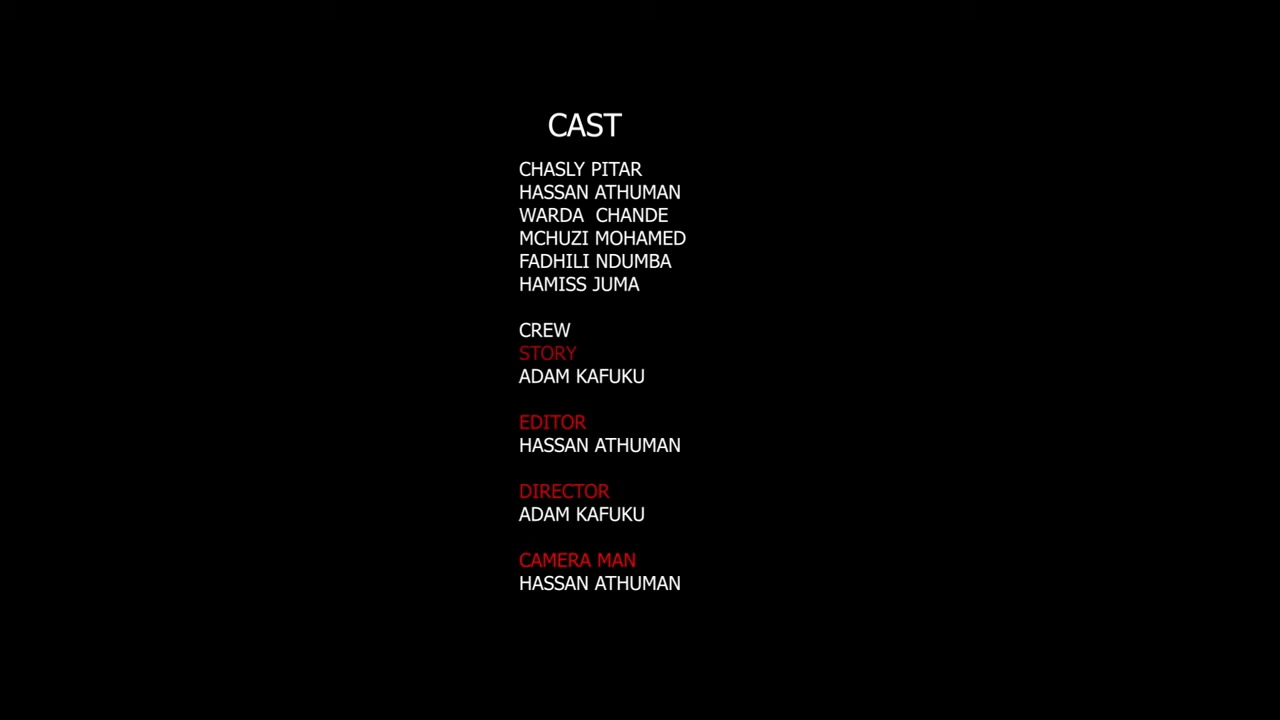 CAST
CHASLY PITAR
HASSAN ATHUMAN
WARDA  CHANDE
MCHUZI MOHAMED
FADHILI NDUMBA
HAMISS JUMA
CREW
STORY
ADAM KAFUKU
EDITOR
HASSAN ATHUMAN
DIRECTOR
ADAM KAFUKU
CAMERA MAN
HASSAN ATHUMAN